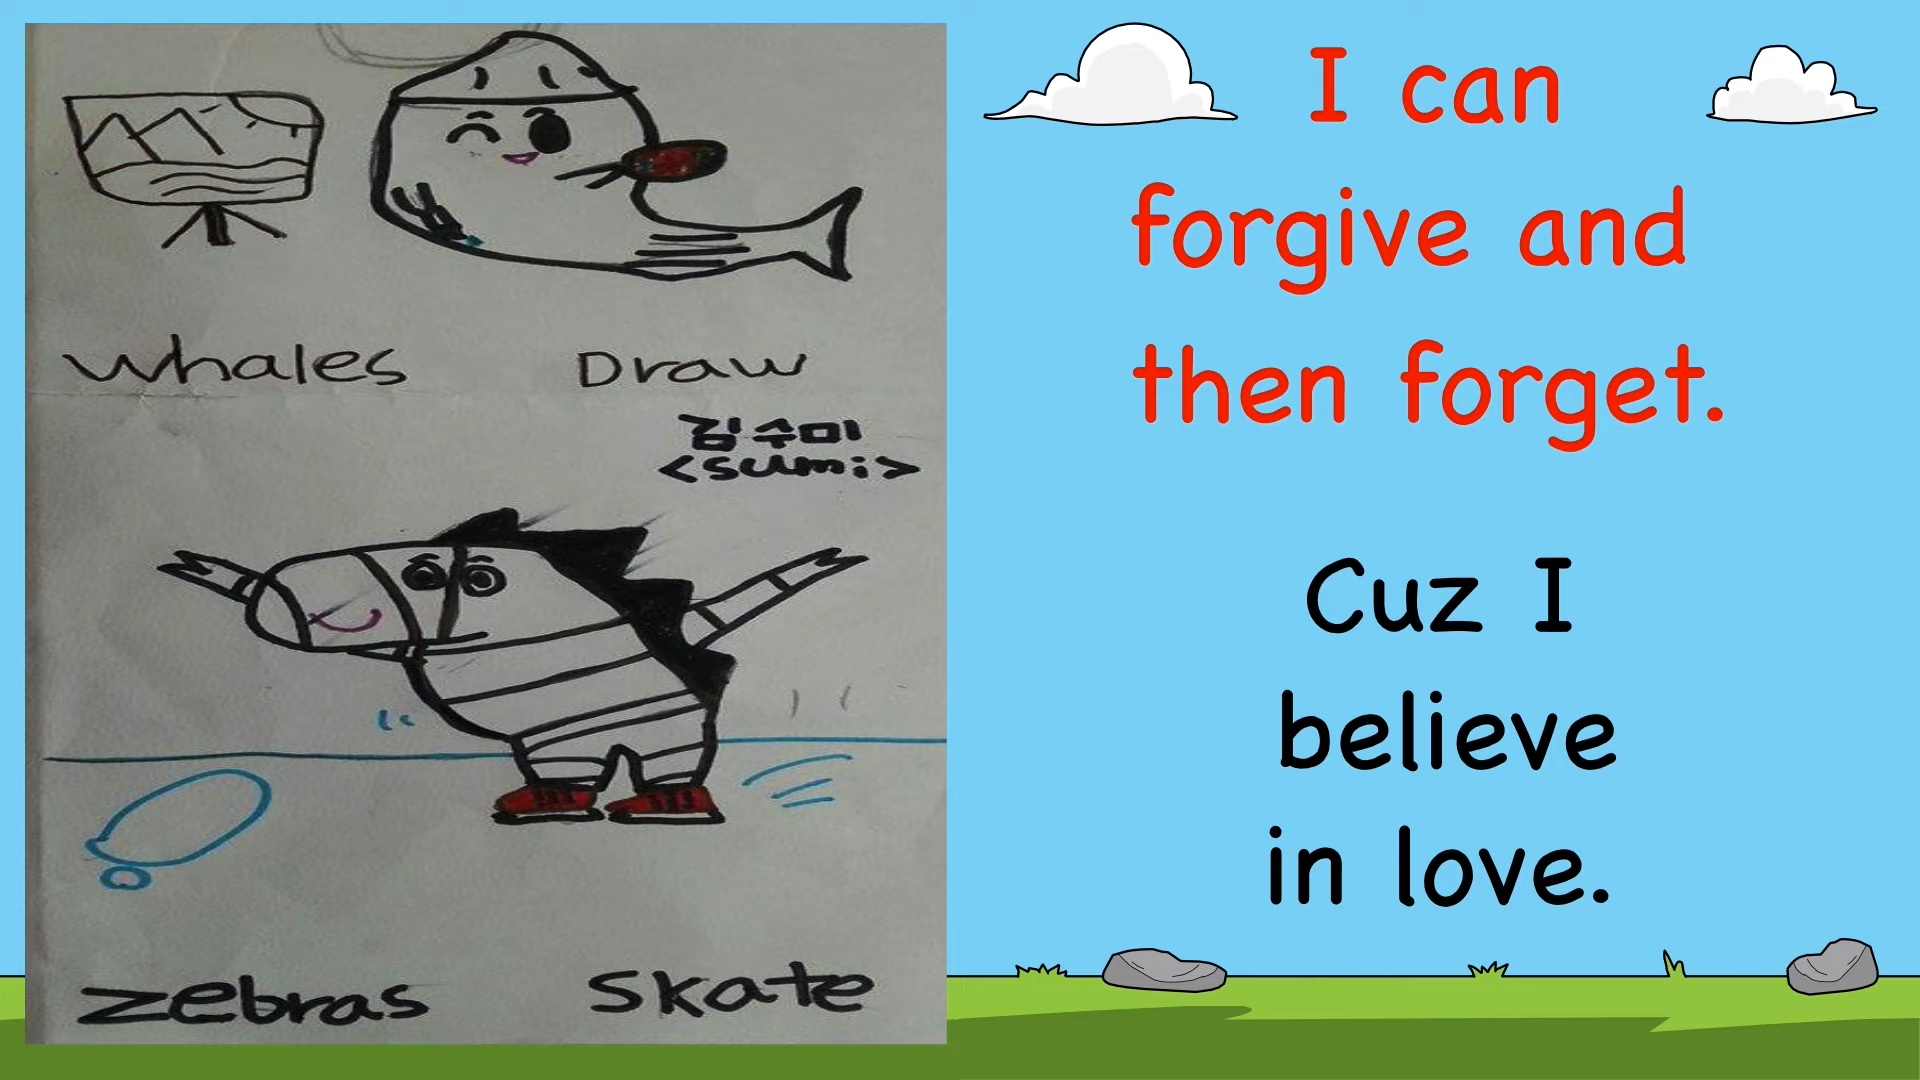 Whales Draw
김수미
<sumi>
Zebras Skate
I can
forgive and
then forget.
Cuz I
believe
in love.